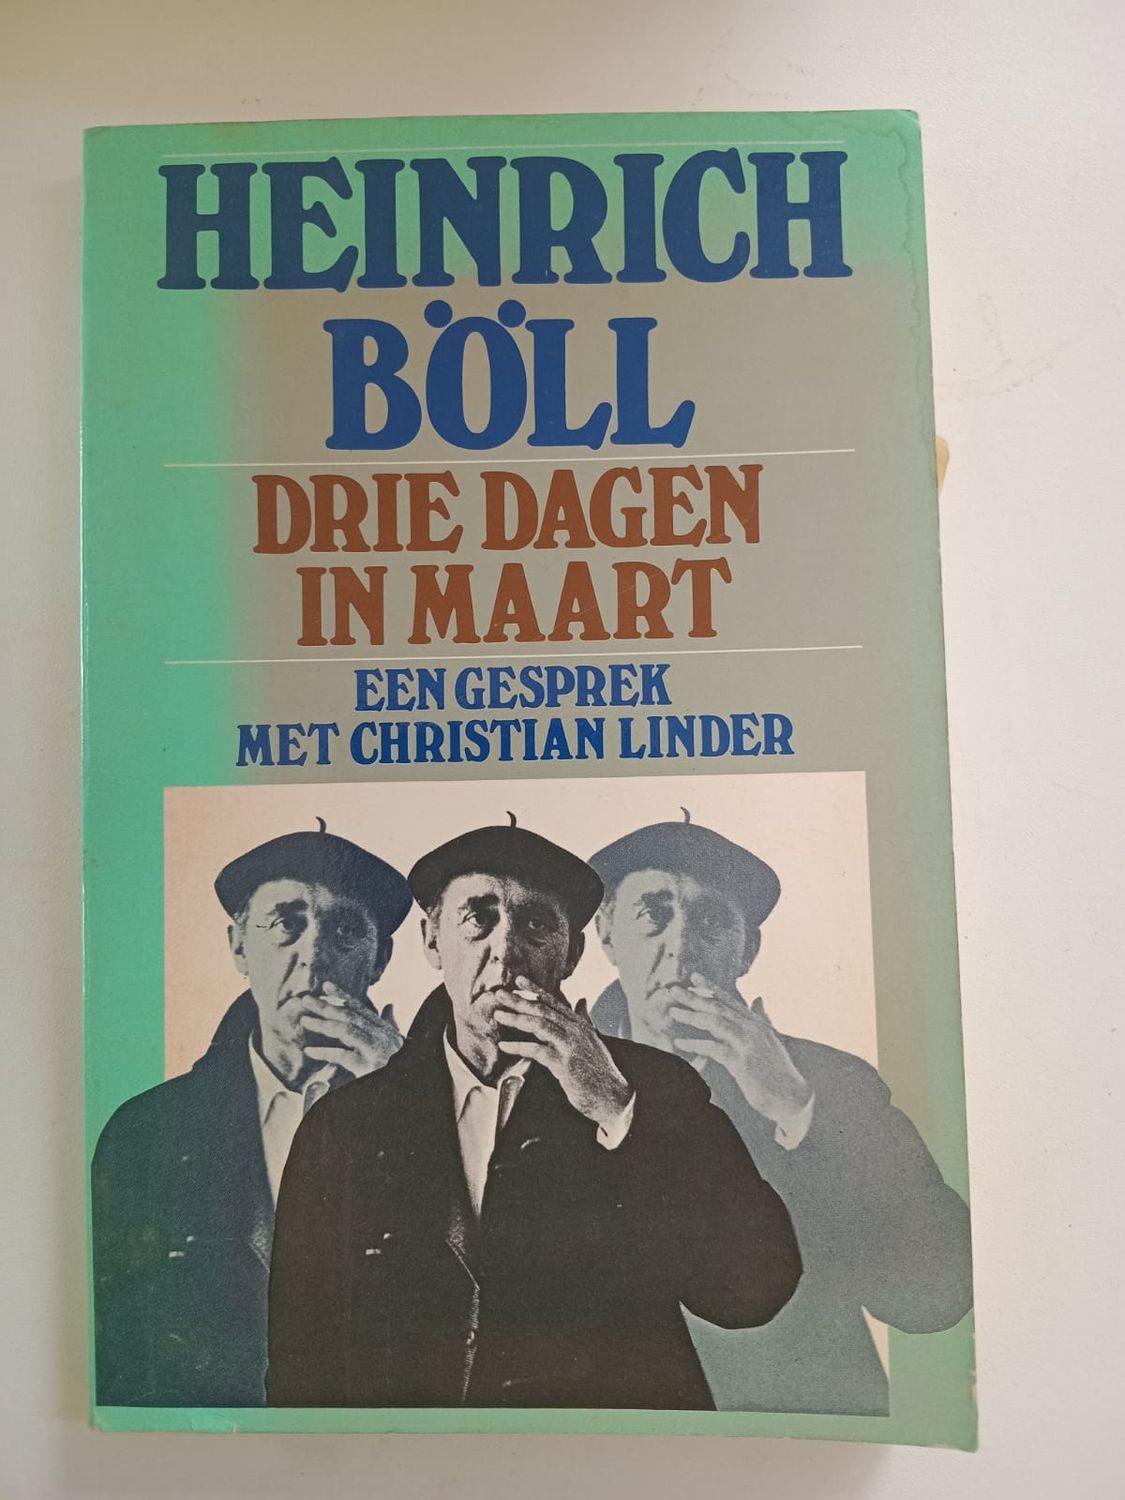 HEINRICH
BÖLL
DRIE DAGEN
IN MAART
EEN GESPREK
MET CHRISTIAN LINDER